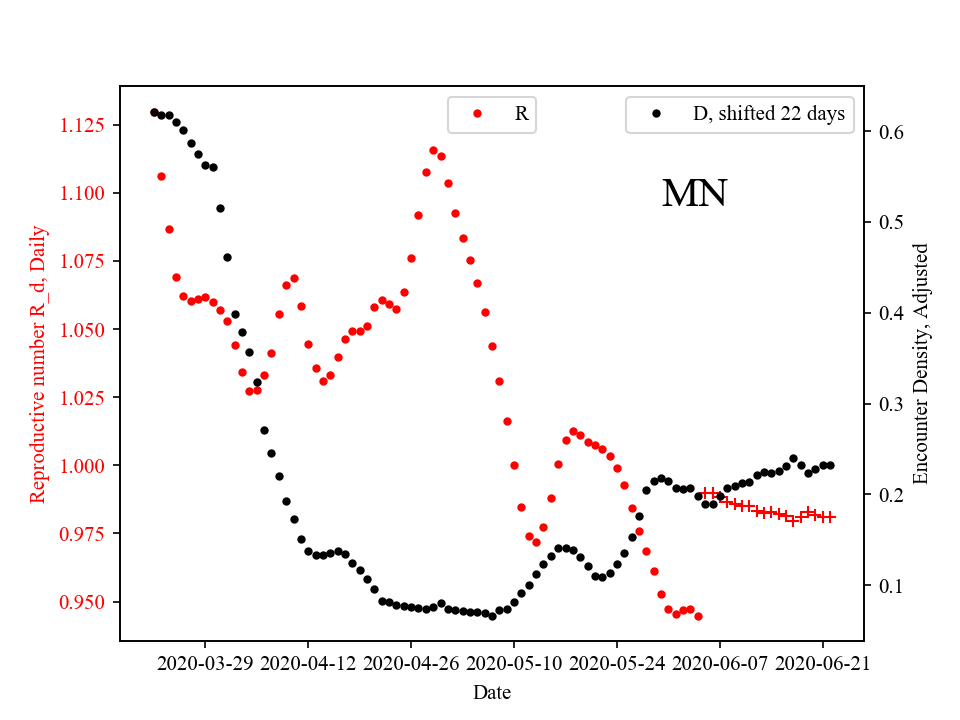 R
D, shifted 22 days
MN
Reproductive number R_d, Daily
1.125
1.100
1.075
1.050
1.025
1.000
0.975
0.950
0.6
0.5
0.4
0.3
0.2
0.1
Encounter Density, Adjusted
2020-03-29 2020-04-12 2020-04-26 2020-05-10 2020-05-24 2020-06-07 2020-06-21
Date